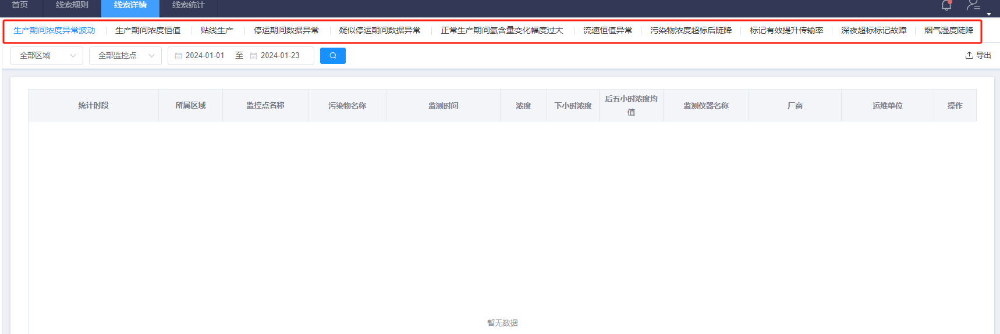 首页 线索规则 线索详情 线索统计
生产期间浓度异常波动 生产期间浓度恒值 贴线生产 停运期间数据异常 疑似停运期间数据异常 正常生产期间氧含量变化幅度过大 流速恒值异常 污染物浓度超标后陡降 标记有效提升传输率 深夜超标标记故障 烟气湿度陡降
全部区域 全部监控点 2024-01-01 至 2024-01-23 导出
统计时段 所属区域 监控点名称 污染物名称 监测时间 浓度 下小时浓度 后五小时浓度均值 监测仪器名称 厂商 运维单位 操作
暂无数据